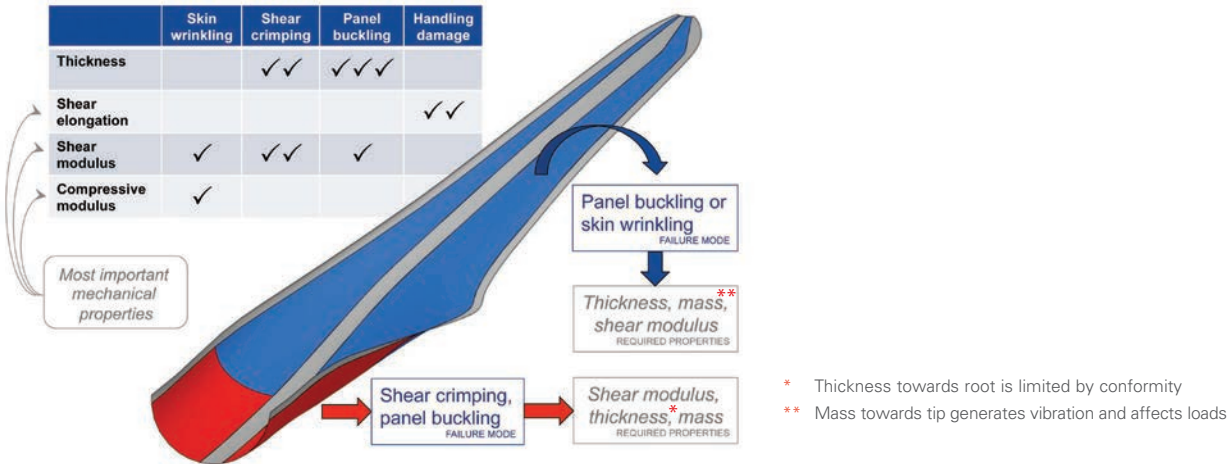 Skin wrinkling
Shear crimping
Panel buckling
Handling damage
Thickness ✓✓ ✓✓✓
Shear elongation ✓✓
Shear modulus ✓ ✓✓ ✓
Compressive modulus ✓
Most important
mechanical
properties
Panel buckling or
skin wrinkling
FAILURE MODE
Thickness, mass,**
shear modulus
REQUIRED PROPERTIES
Shear crimping,
panel buckling
FAILURE MODE
Shear modulus,
thickness,* mass
REQUIRED PROPERTIES
* Thickness towards root is limited by conformity
** Mass towards tip generates vibration and affects loads